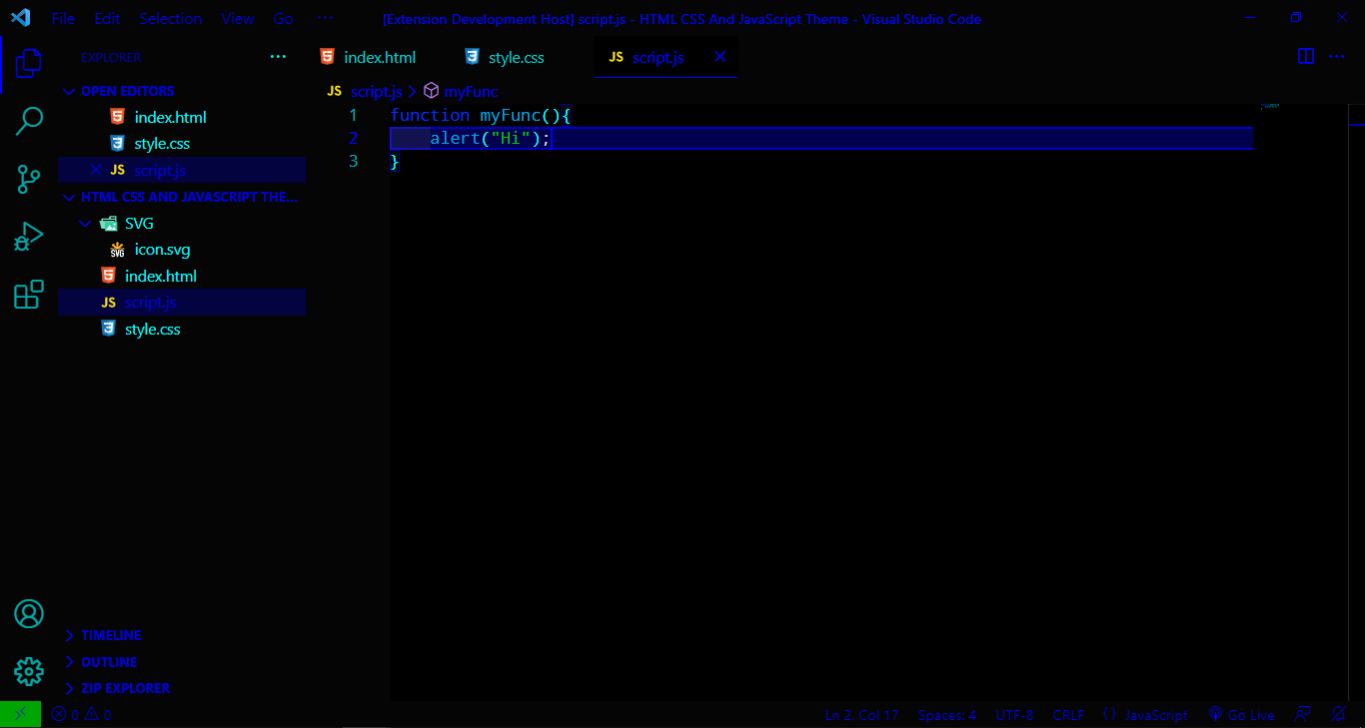 File Edit Selection View Go ··· [Extension Development Host] script.js - HTML CSS And JavaScript Theme - Visual Studio Code
EXPLORER ···
index.html style.css JS script.js
JS script.js > myFunc
OPEN EDITORS
index.html
style.css
JS script.js
HTML CSS AND JAVASCRIPT THE...
SVG
SVG icon.svg
index.html
JS script.js
style.css
1 function myFunc(){
2 alert("Hi");
3 }
TIMELINE
OUTLINE
ZIP EXPLORER
0 0 Ln 2, Col 17 Spaces: 4 UTF-8 CRLF {} JavaScript Go Live